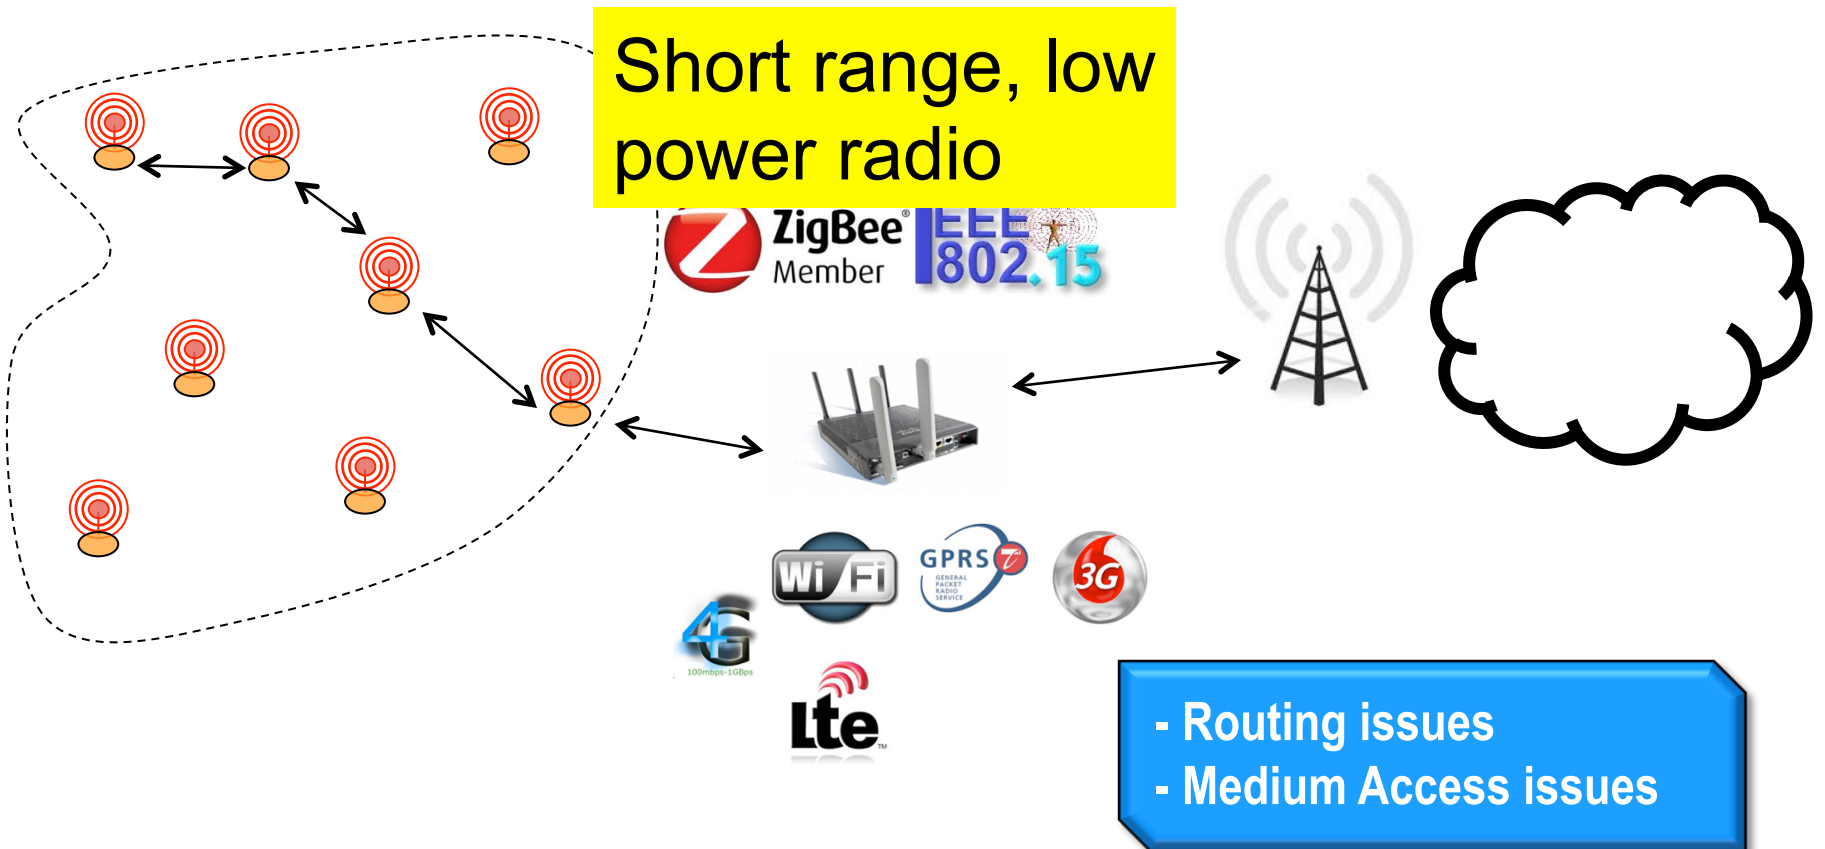 Short range, low
power radio
ZigBee®
Member
IEEE
802.15
Wi Fi
GPRS
GENERAL
PACKET
RADIO
SERVICE
3G
4G
100mbps-1GBps
Lte™
- Routing issues
- Medium Access issues